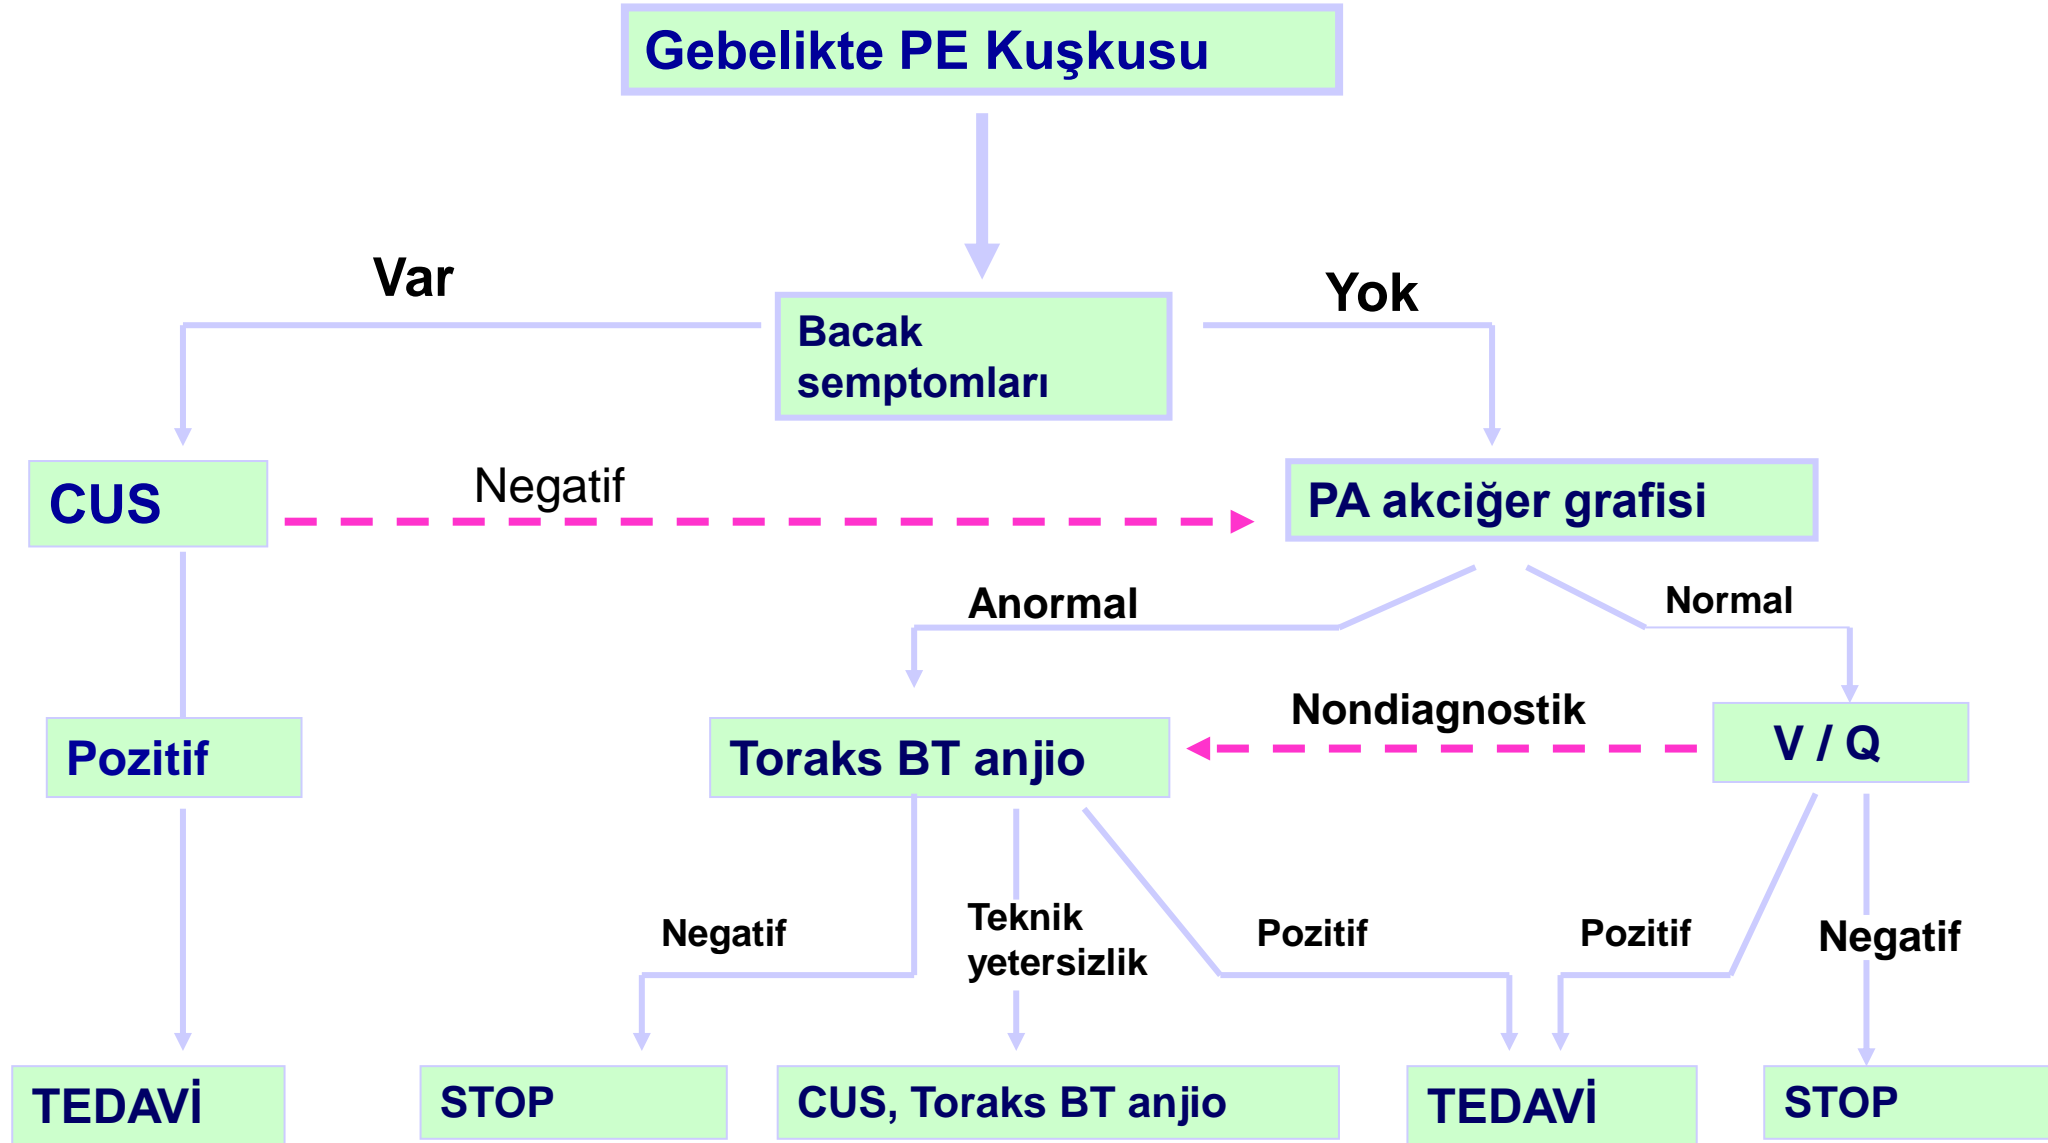 Gebelikte PE Kuşkusu
Var
Yok
Bacak
semptomları
CUS
Negatif
PA akciğer grafisi
Anormal
Normal
Nondiagnostik
Pozitif
Toraks BT anjio
V / Q
Negatif
Teknik
yetersizlik
Pozitif
Pozitif
Negatif
TEDAVİ
STOP
CUS, Toraks BT anjio
TEDAVİ
STOP